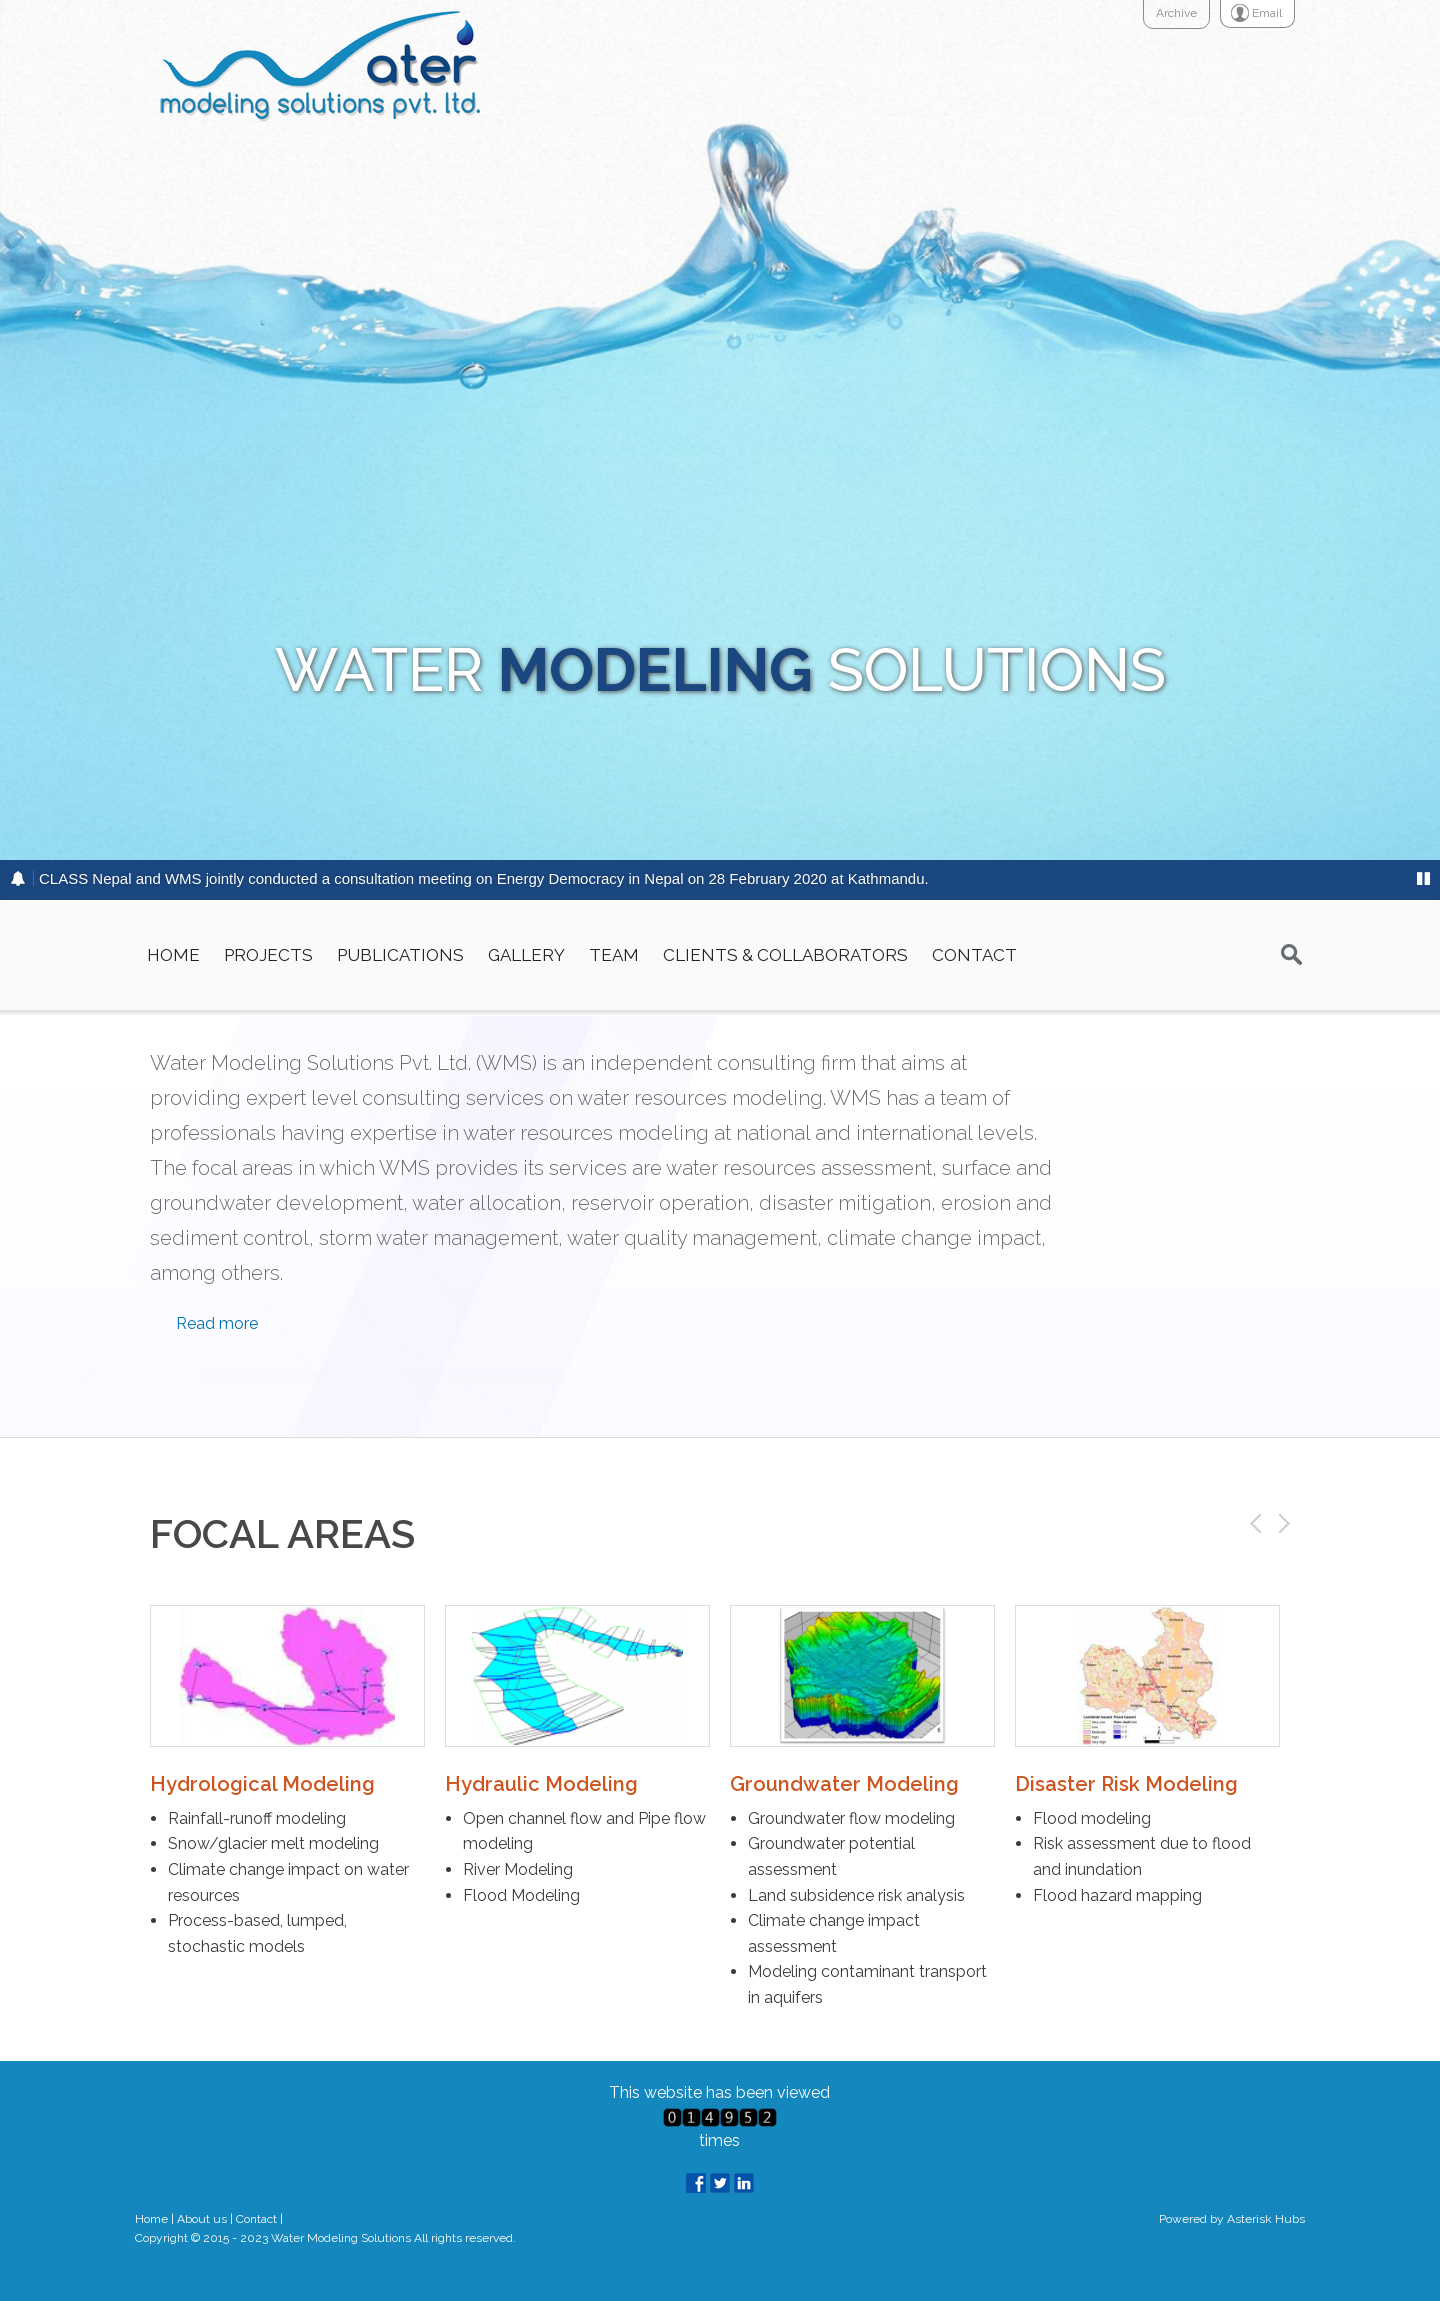 Archive
Email
ater
modeling solutions pvt. ltd.
WATER MODELING SOLUTIONS
CLASS Nepal and WMS jointly conducted a consultation meeting on Energy Democracy in Nepal on 28 February 2020 at Kathmandu.
HOME PROJECTS PUBLICATIONS GALLERY TEAM CLIENTS & COLLABORATORS CONTACT
Water Modeling Solutions Pvt. Ltd. (WMS) is an independent consulting firm that aims at
providing expert level consulting services on water resources modeling. WMS has a team of
professionals having expertise in water resources modeling at national and international levels.
The focal areas in which WMS provides its services are water resources assessment, surface and
groundwater development, water allocation, reservoir operation, disaster mitigation, erosion and
sediment control, storm water management, water quality management, climate change impact,
among others.
Read more
FOCAL AREAS
Hydrological Modeling
Rainfall-runoff modeling
Snow/glacier melt modeling
Climate change impact on water
resources
Process-based, lumped,
stochastic models
Hydraulic Modeling
Open channel flow and Pipe flow
modeling
River Modeling
Flood Modeling
Groundwater Modeling
Groundwater flow modeling
Groundwater potential
assessment
Land subsidence risk analysis
Climate change impact
assessment
Modeling contaminant transport
in aquifers
Disaster Risk Modeling
Flood modeling
Risk assessment due to flood
and inundation
Flood hazard mapping
This website has been viewed
014952
times
Home | About us | Contact |
Copyright © 2015 - 2023 Water Modeling Solutions All rights reserved.
Powered by Asterisk Hubs